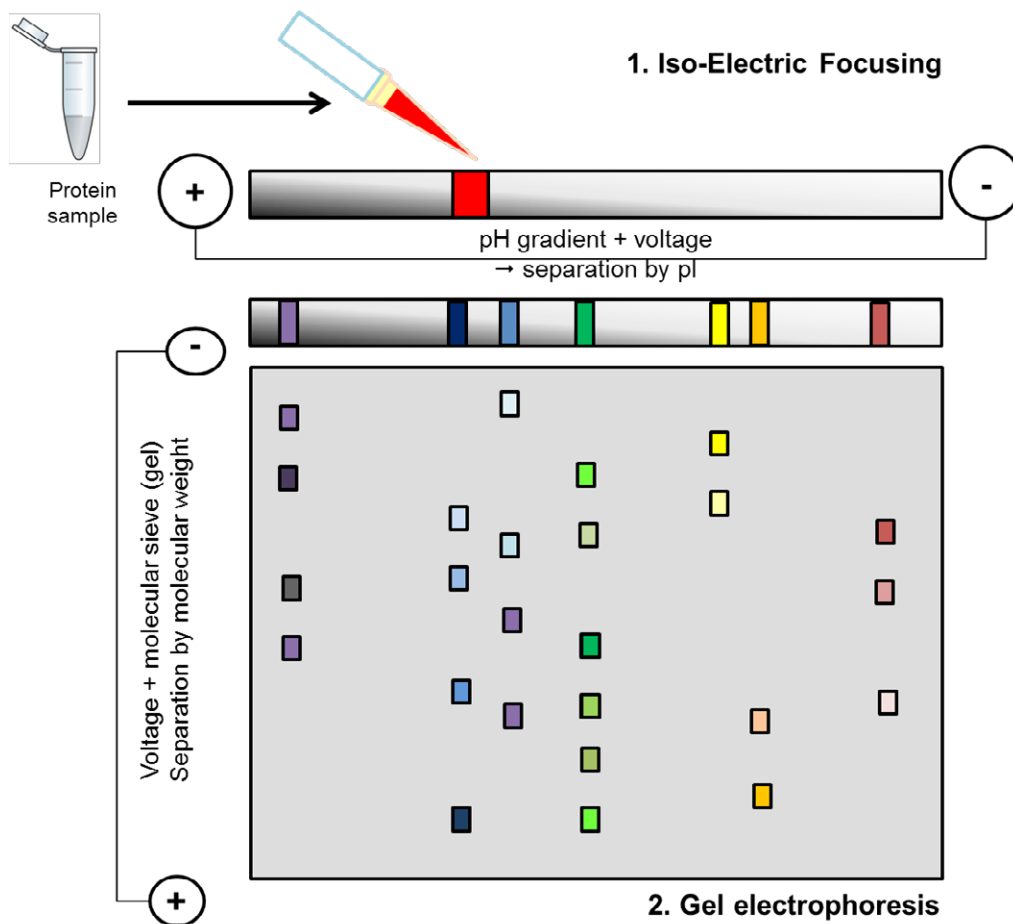 1. Iso-Electric Focusing
Protein
sample
+
-
pH gradient + voltage
→ separation by pI
-
Voltage + molecular sieve (gel)
Separation by molecular weight
+
2. Gel electrophoresis